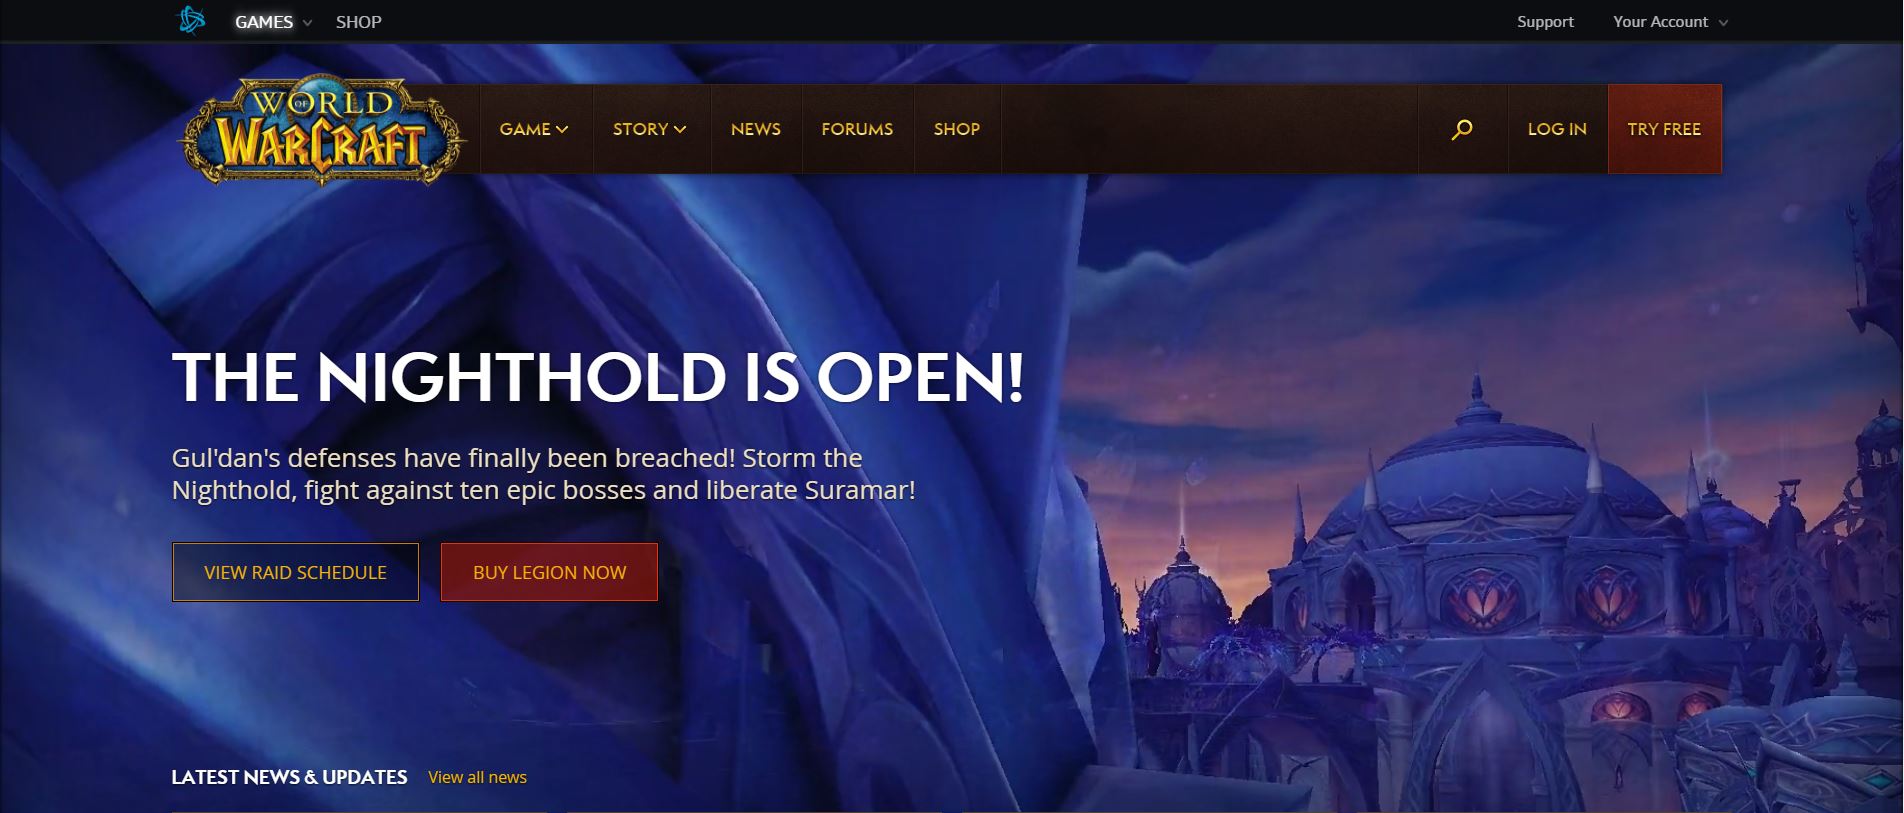 GAMES SHOP Support Your Account
WORLD OF WARCRAFT
GAME STORY NEWS FORUMS SHOP LOG IN TRY FREE
THE NIGHTHOLD IS OPEN!
Gul'dan's defenses have finally been breached! Storm the
Nighthold, fight against ten epic bosses and liberate Suramar!
VIEW RAID SCHEDULE BUY LEGION NOW
LATEST NEWS & UPDATES View all news